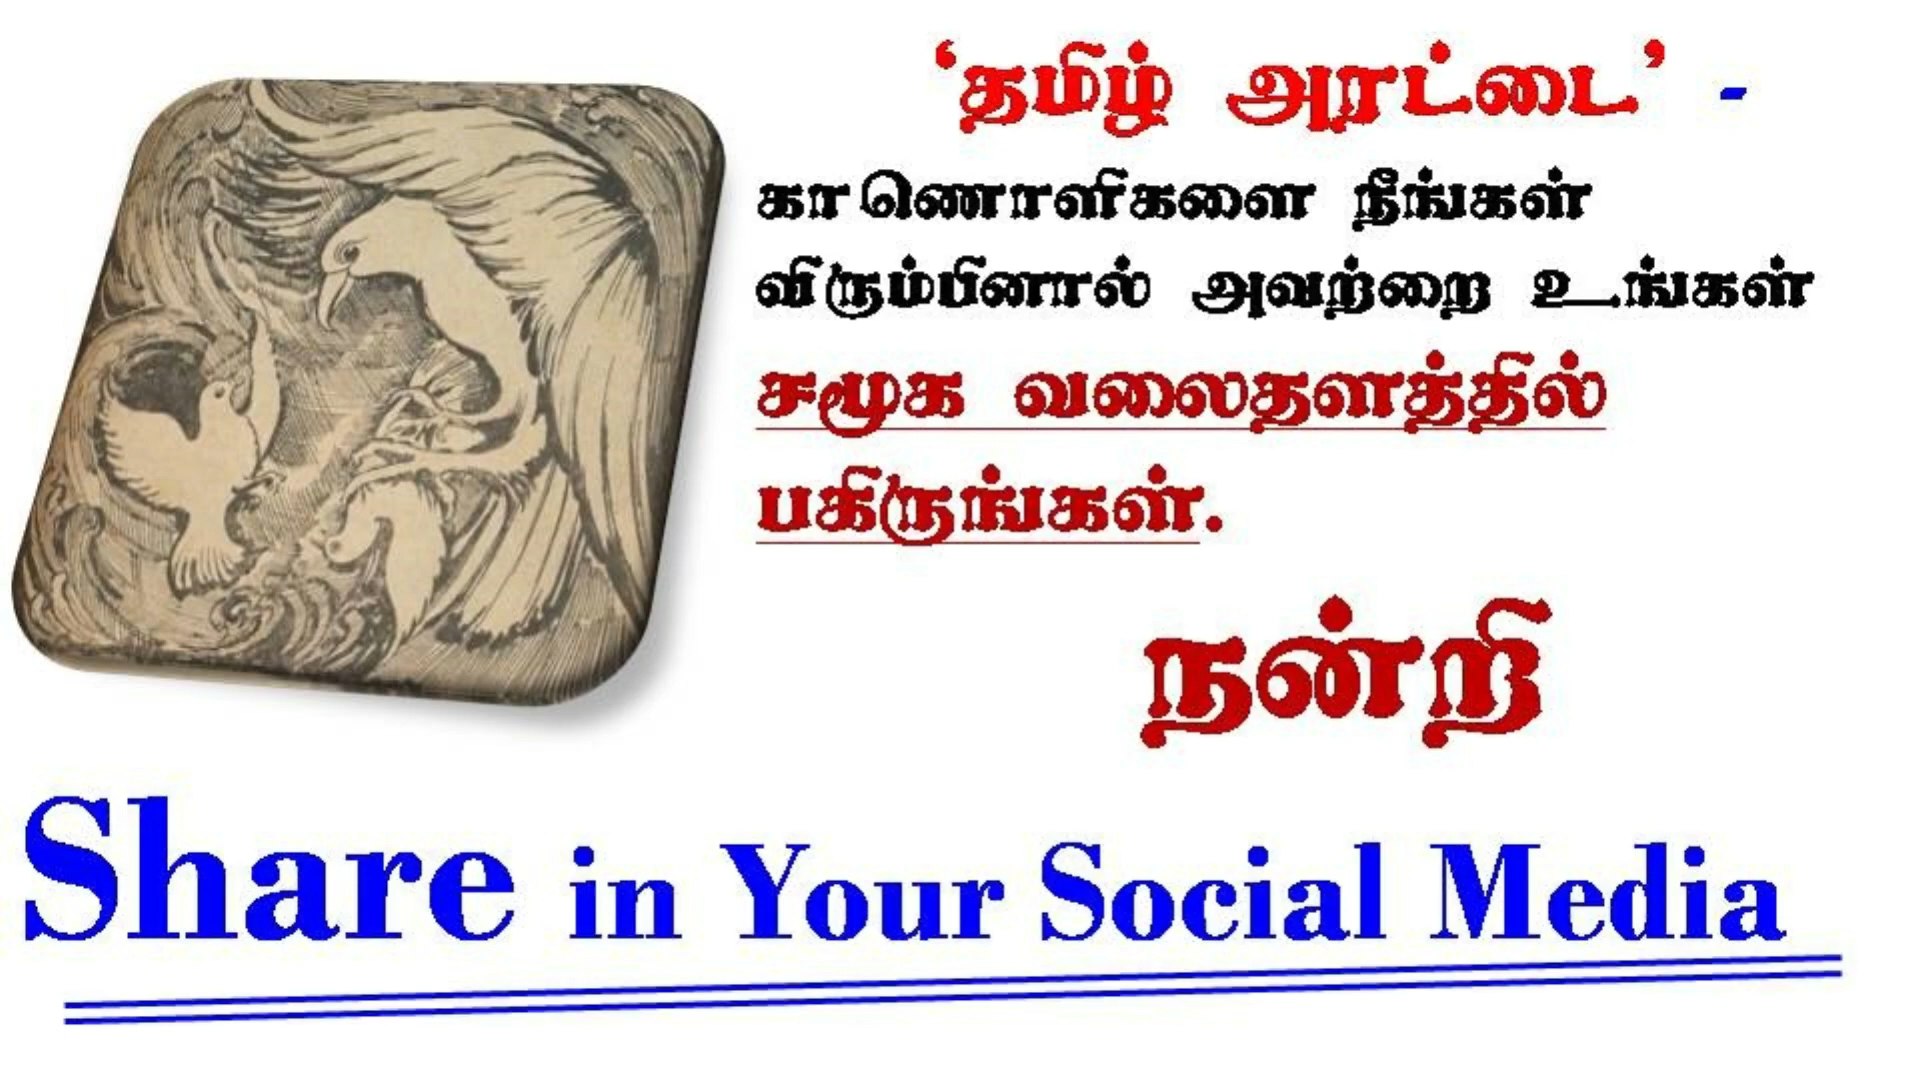 ‘தமிழ் அரட்டை’ -
காணொளிகளை நீங்கள்
விரும்பினால் அவற்றை உங்கள்
சமூக வலைதளத்தில்
பகிருங்கள்.
நன்றி
Share in Your Social Media